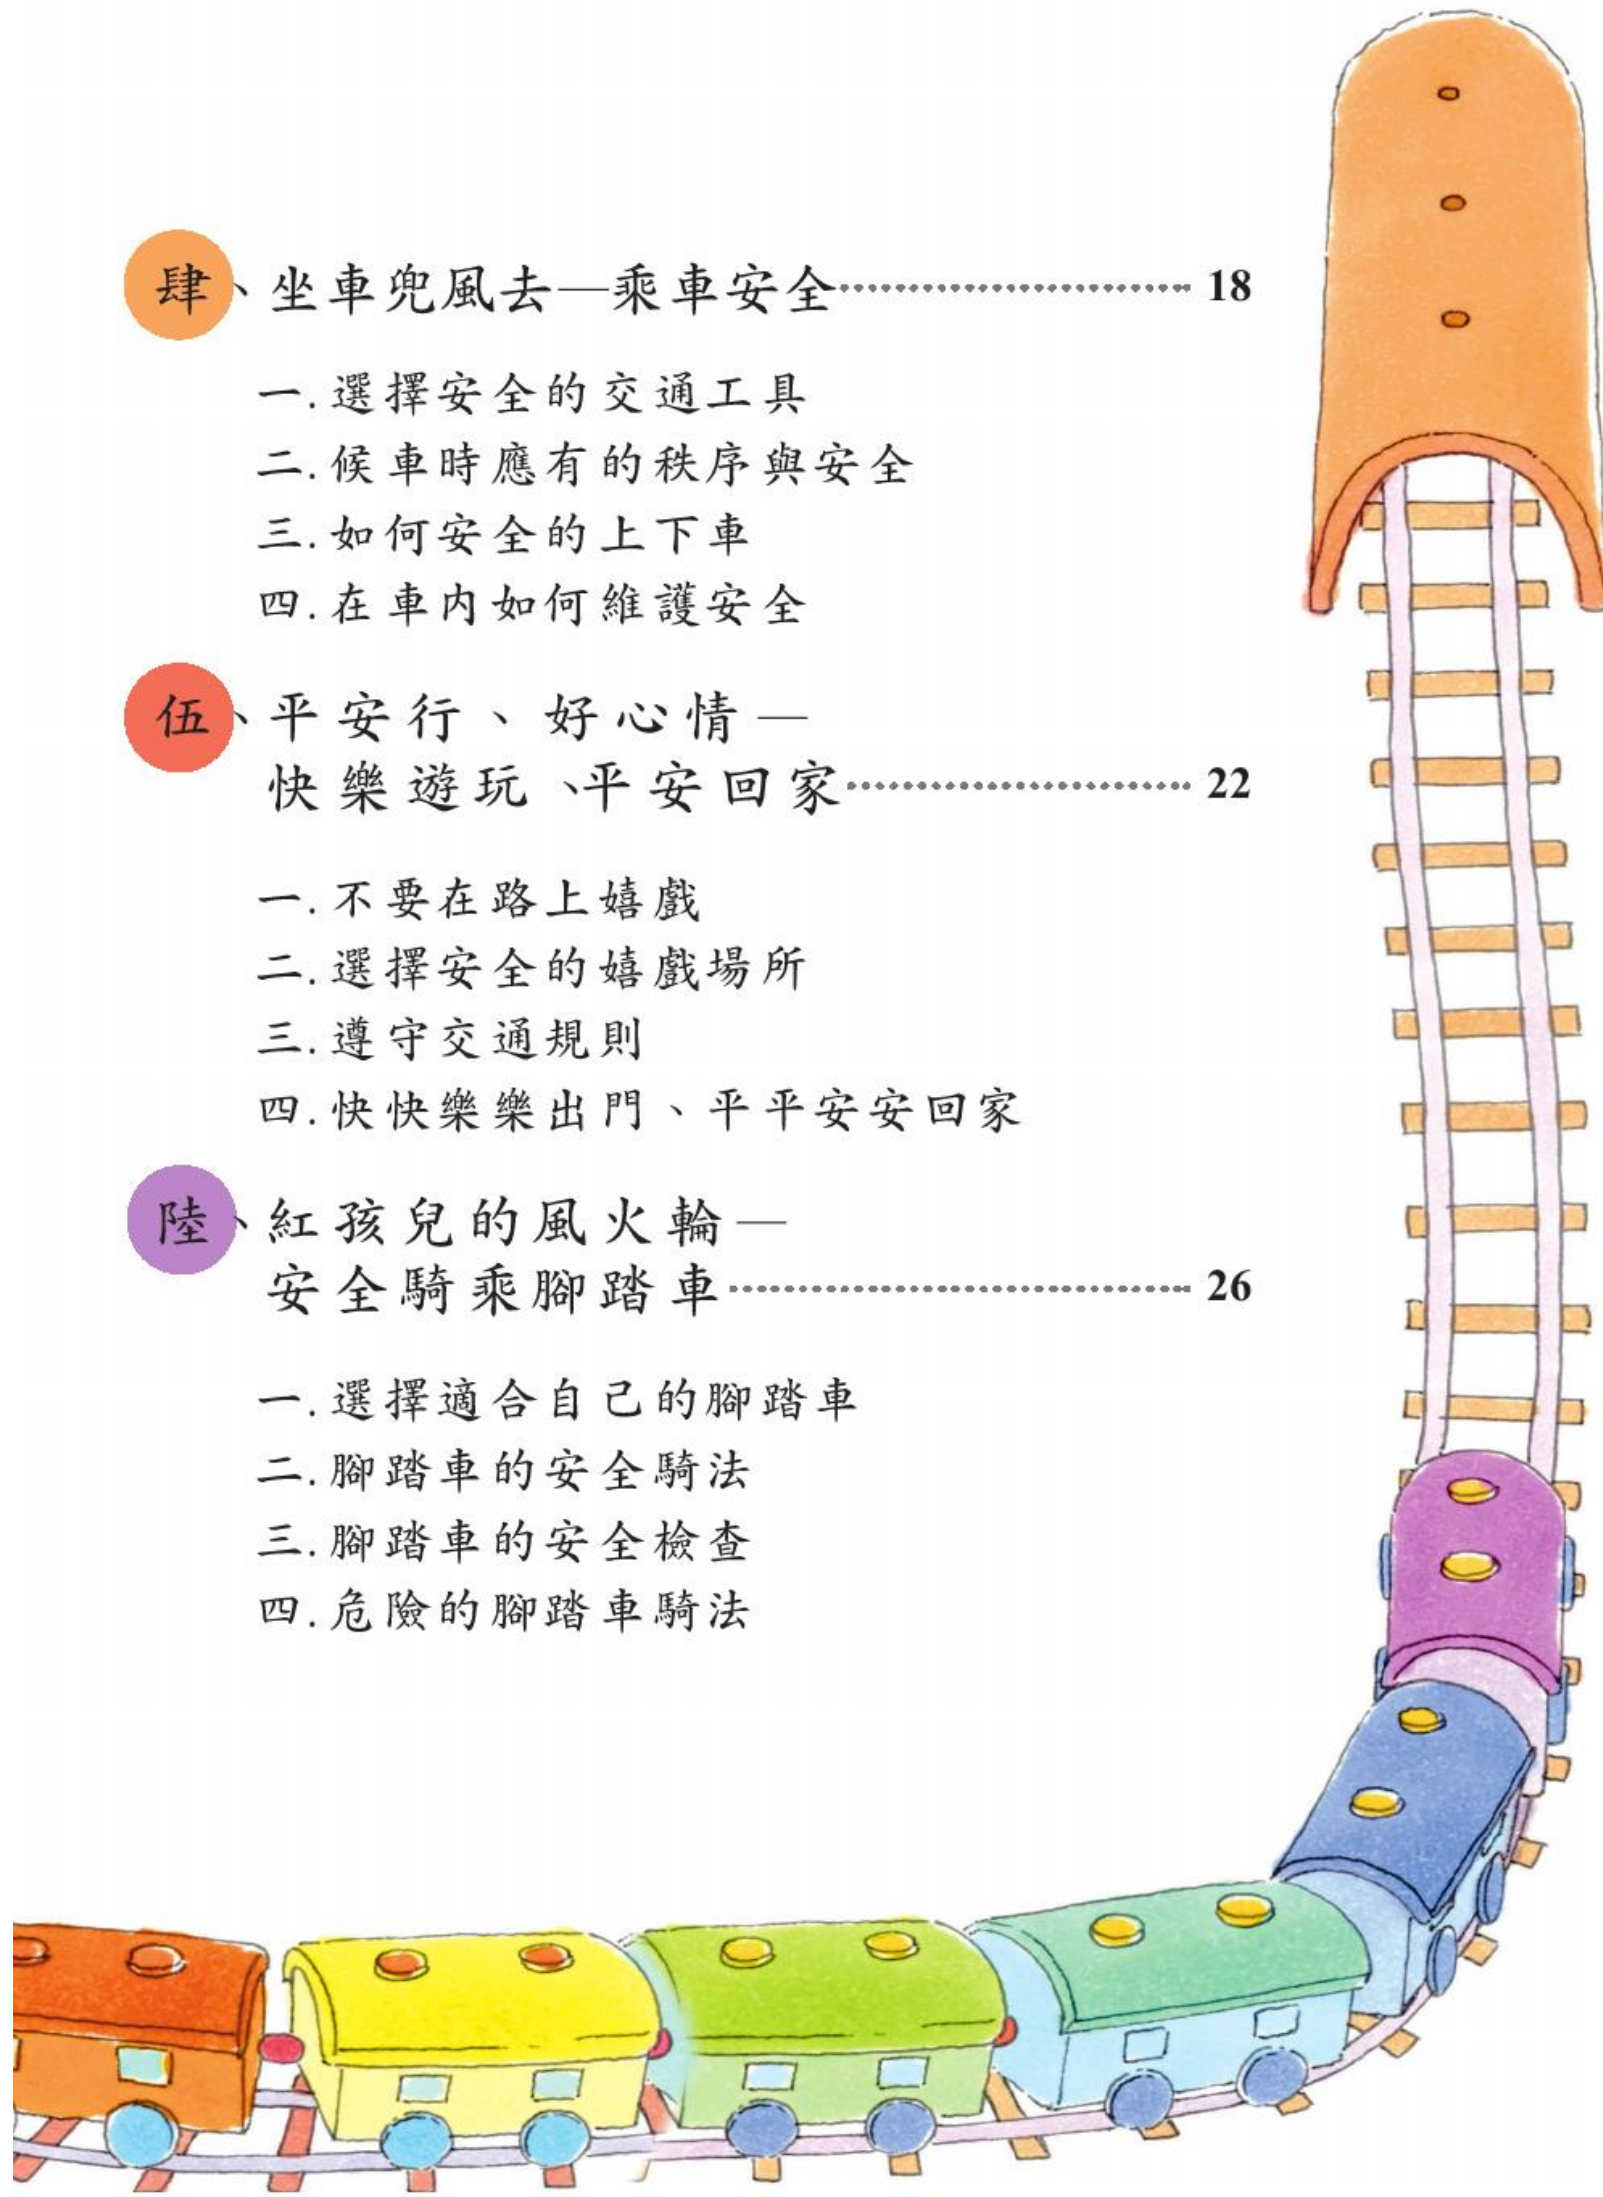 肆、坐車兜風去—乘車安全 18
一.選擇安全的交通工具
二.候車時應有的秩序與安全
三.如何安全的上下車
四.在車內如何維護安全
伍、平安行、好心情—
快樂遊玩、平安回家 22
一.不要在路上嬉戲
二.選擇安全的嬉戲場所
三.遵守交通規則
四.快快樂樂出門、平平安安回家
陸、紅孩兒的風火輪—
安全騎乘腳踏車 26
一.選擇適合自己的腳踏車
二.腳踏車的安全騎法
三.腳踏車的安全檢查
四.危險的腳踏車騎法